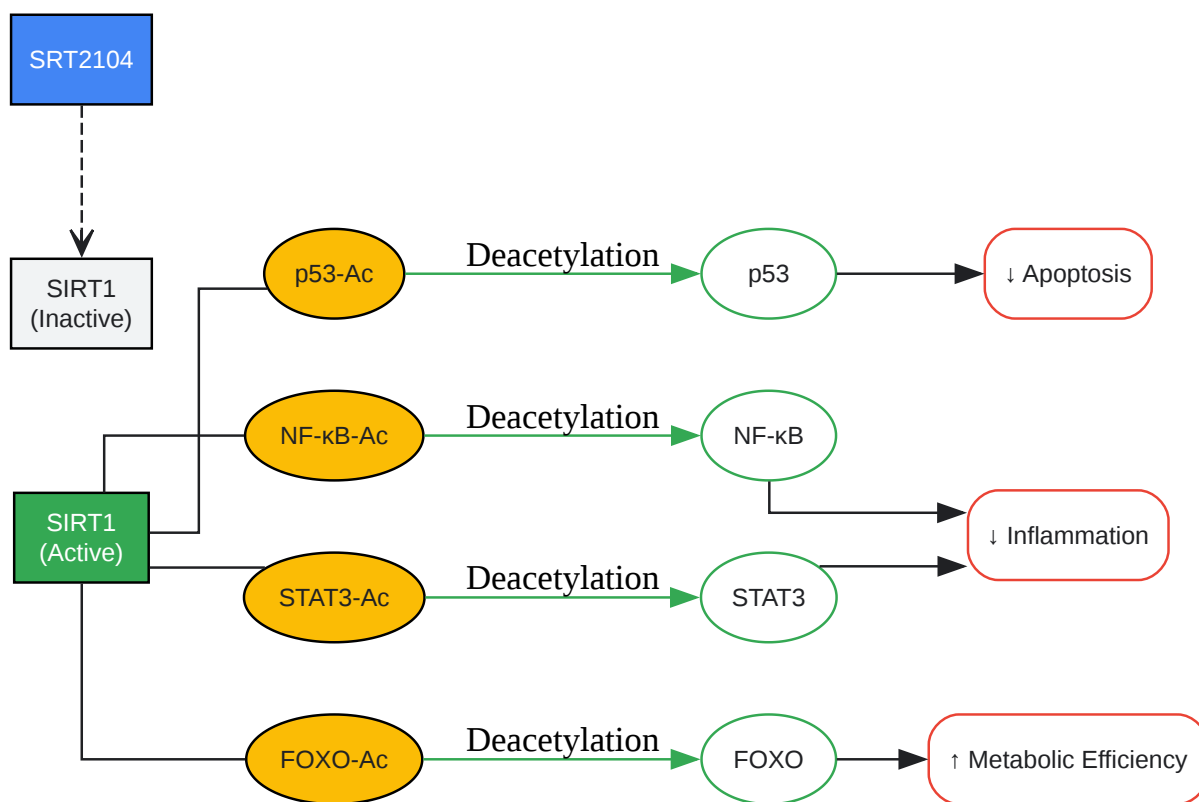 SRT2104
SIRT1
(Inactive)
p53-Ac
Deacetylation
p53
↓ Apoptosis
NF-κB-Ac
Deacetylation
NF-κB
SIRT1
(Active)
↓ Inflammation
STAT3-Ac
Deacetylation
STAT3
FOXO-Ac
Deacetylation
FOXO
↑ Metabolic Efficiency